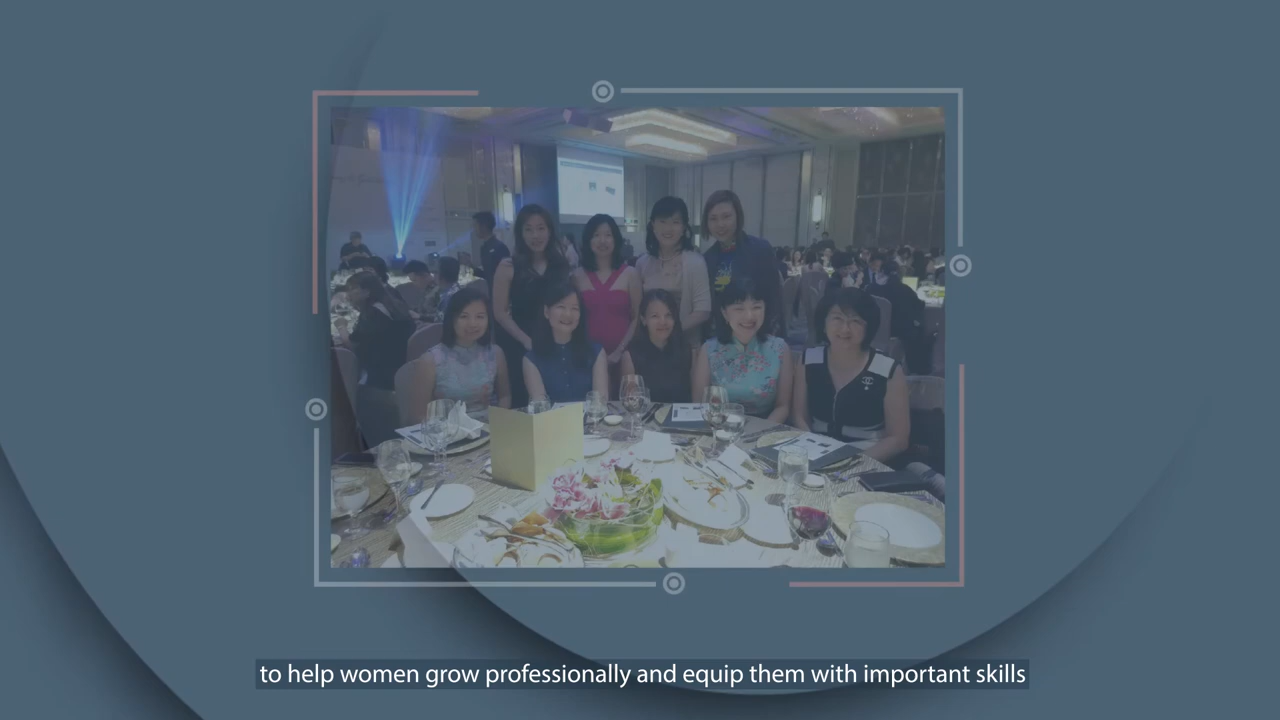 to help women grow professionally and equip them with important skills